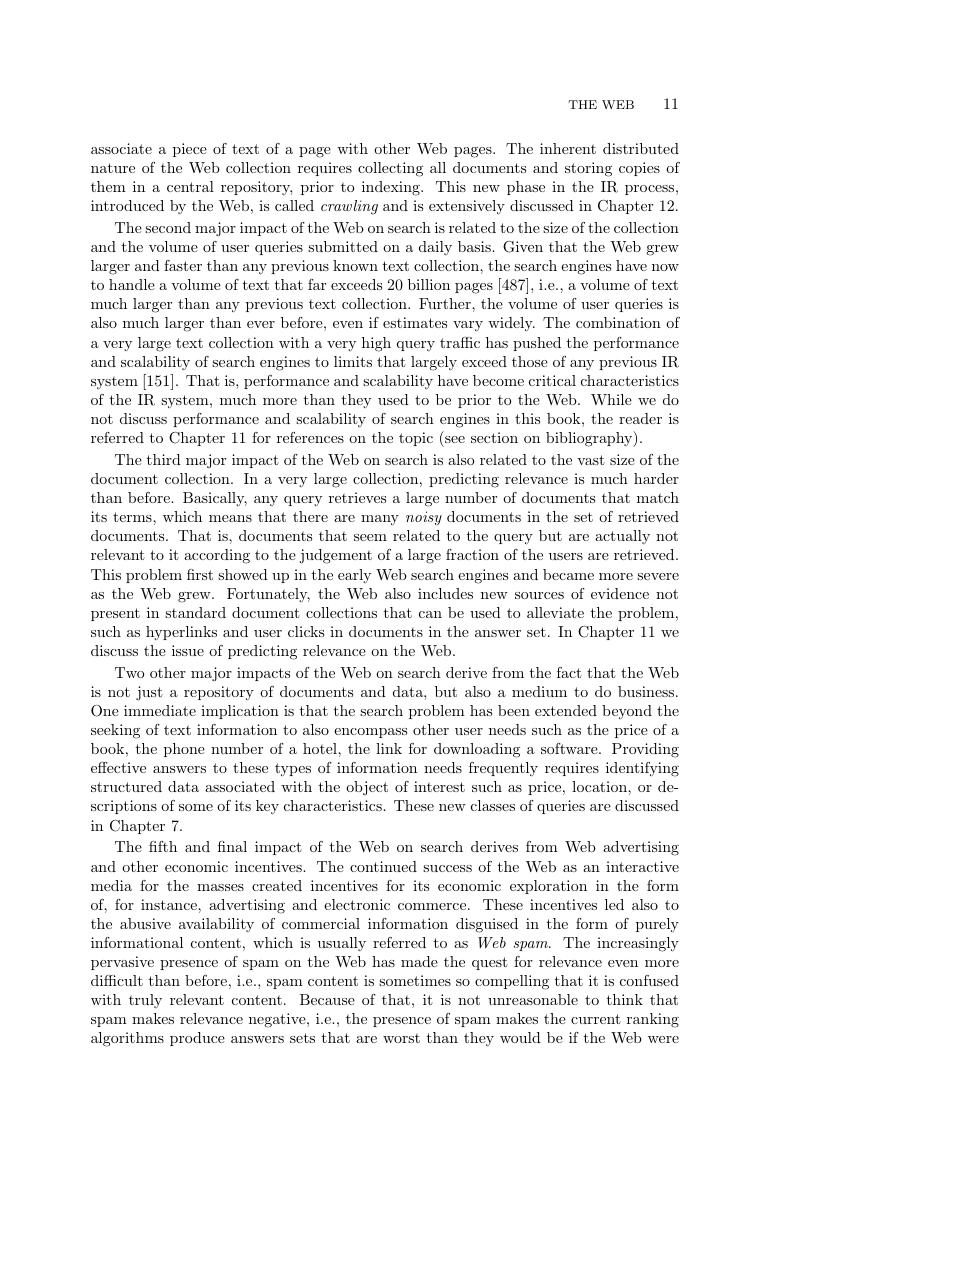 THE WEB 11
associate a piece of text of a page with other Web pages. The inherent distributed
nature of the Web collection requires collecting all documents and storing copies of
them in a central repository, prior to indexing. This new phase in the IR process,
introduced by the Web, is called crawling and is extensively discussed in Chapter 12.
The second major impact of the Web on search is related to the size of the collection
and the volume of user queries submitted on a daily basis. Given that the Web grew
larger and faster than any previous known text collection, the search engines have now
to handle a volume of text that far exceeds 20 billion pages [487], i.e., a volume of text
much larger than any previous text collection. Further, the volume of user queries is
also much larger than ever before, even if estimates vary widely. The combination of
a very large text collection with a very high query traffic has pushed the performance
and scalability of search engines to limits that largely exceed those of any previous IR
system [151]. That is, performance and scalability have become critical characteristics
of the IR system, much more than they used to be prior to the Web. While we do
not discuss performance and scalability of search engines in this book, the reader is
referred to Chapter 11 for references on the topic (see section on bibliography).
The third major impact of the Web on search is also related to the vast size of the
document collection. In a very large collection, predicting relevance is much harder
than before. Basically, any query retrieves a large number of documents that match
its terms, which means that there are many noisy documents in the set of retrieved
documents. That is, documents that seem related to the query but are actually not
relevant to it according to the judgement of a large fraction of the users are retrieved.
This problem first showed up in the early Web search engines and became more severe
as the Web grew. Fortunately, the Web also includes new sources of evidence not
present in standard document collections that can be used to alleviate the problem,
such as hyperlinks and user clicks in documents in the answer set. In Chapter 11 we
discuss the issue of predicting relevance on the Web.
Two other major impacts of the Web on search derive from the fact that the Web
is not just a repository of documents and data, but also a medium to do business.
One immediate implication is that the search problem has been extended beyond the
seeking of text information to also encompass other user needs such as the price of a
book, the phone number of a hotel, the link for downloading a software. Providing
effective answers to these types of information needs frequently requires identifying
structured data associated with the object of interest such as price, location, or de-
scriptions of some of its key characteristics. These new classes of queries are discussed
in Chapter 7.
The fifth and final impact of the Web on search derives from Web advertising
and other economic incentives. The continued success of the Web as an interactive
media for the masses created incentives for its economic exploration in the form
of, for instance, advertising and electronic commerce. These incentives led also to
the abusive availability of commercial information disguised in the form of purely
informational content, which is usually referred to as Web spam. The increasingly
pervasive presence of spam on the Web has made the quest for relevance even more
difficult than before, i.e., spam content is sometimes so compelling that it is confused
with truly relevant content. Because of that, it is not unreasonable to think that
spam makes relevance negative, i.e., the presence of spam makes the current ranking
algorithms produce answers sets that are worst than they would be if the Web were